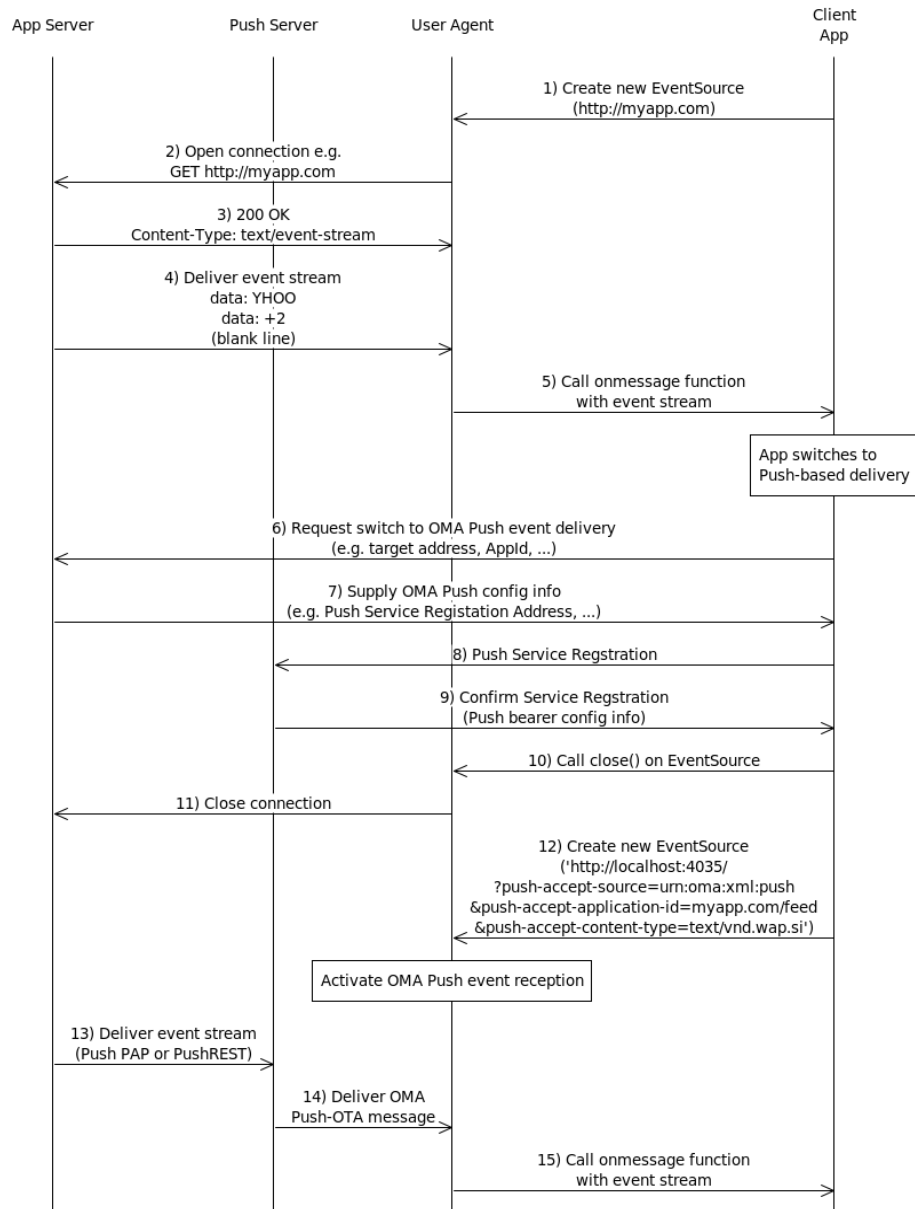 App Server
Push Server
User Agent
Client
App
1) Create new EventSource
(http://myapp.com)
2) Open connection e.g.
GET http://myapp.com
3) 200 OK
Content-Type: text/event-stream
4) Deliver event stream
data: YHOO
data: +2
(blank line)
5) Call onmessage function
with event stream
App switches to
Push-based delivery
6) Request switch to OMA Push event delivery
(e.g. target address, AppId, ...)
7) Supply OMA Push config info
(e.g. Push Service Registation Address, ...)
8) Push Service Regstration
9) Confirm Service Regstration
(Push bearer config info)
10) Call close() on EventSource
11) Close connection
12) Create new EventSource
('http://localhost:4035/
?push-accept-source=urn:oma:xml:push
&push-accept-application-id=myapp.com/feed
&push-accept-content-type=text/vnd.wap.si')
Activate OMA Push event reception
13) Deliver event stream
(Push PAP or PushREST)
14) Deliver OMA
Push-OTA message
15) Call onmessage function
with event stream